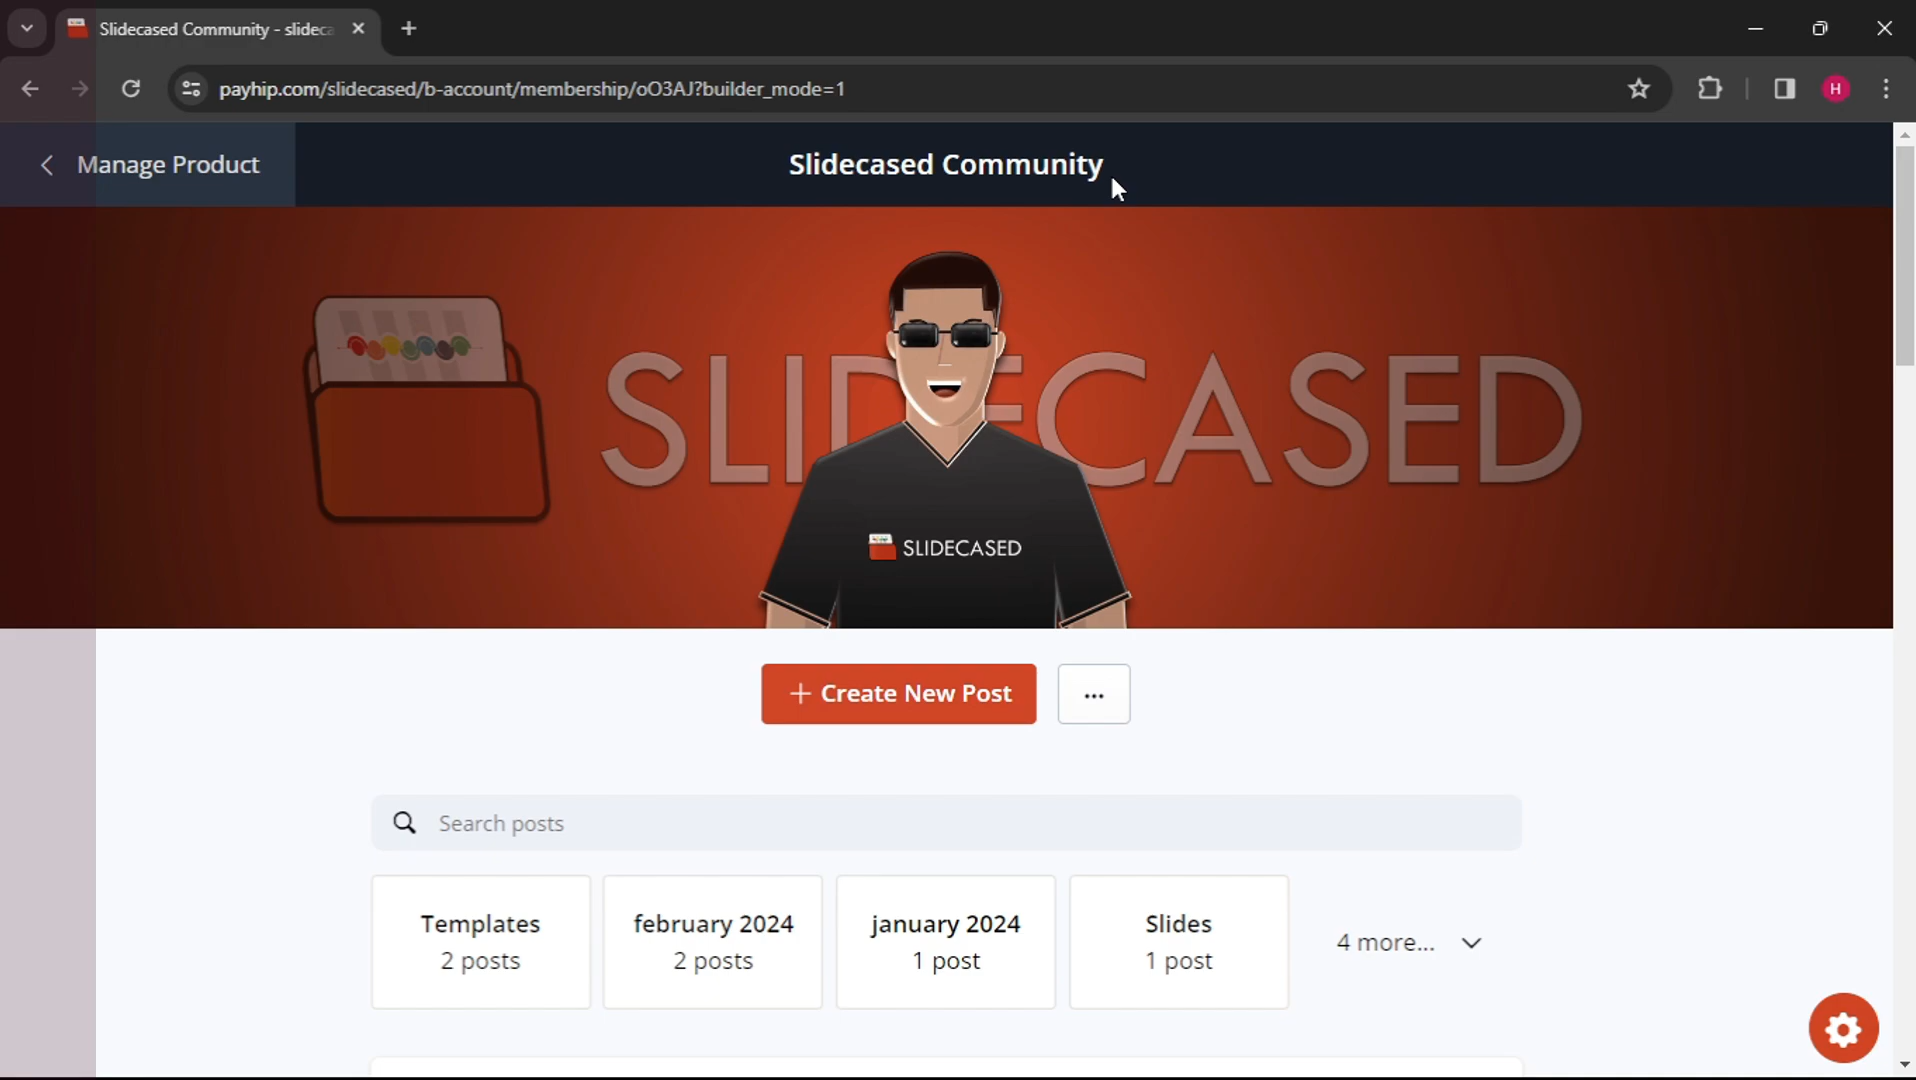 Slidecased Community - slideca
payhip.com/slidecased/b-account/membership/oO3AJ?builder_mode=1
H
Manage Product
Slidecased Community
SLIDECASED
SLIDECASED
+ Create New Post
...
Search posts
Templates
2 posts
february 2024
2 posts
january 2024
1 post
Slides
1 post
4 more...